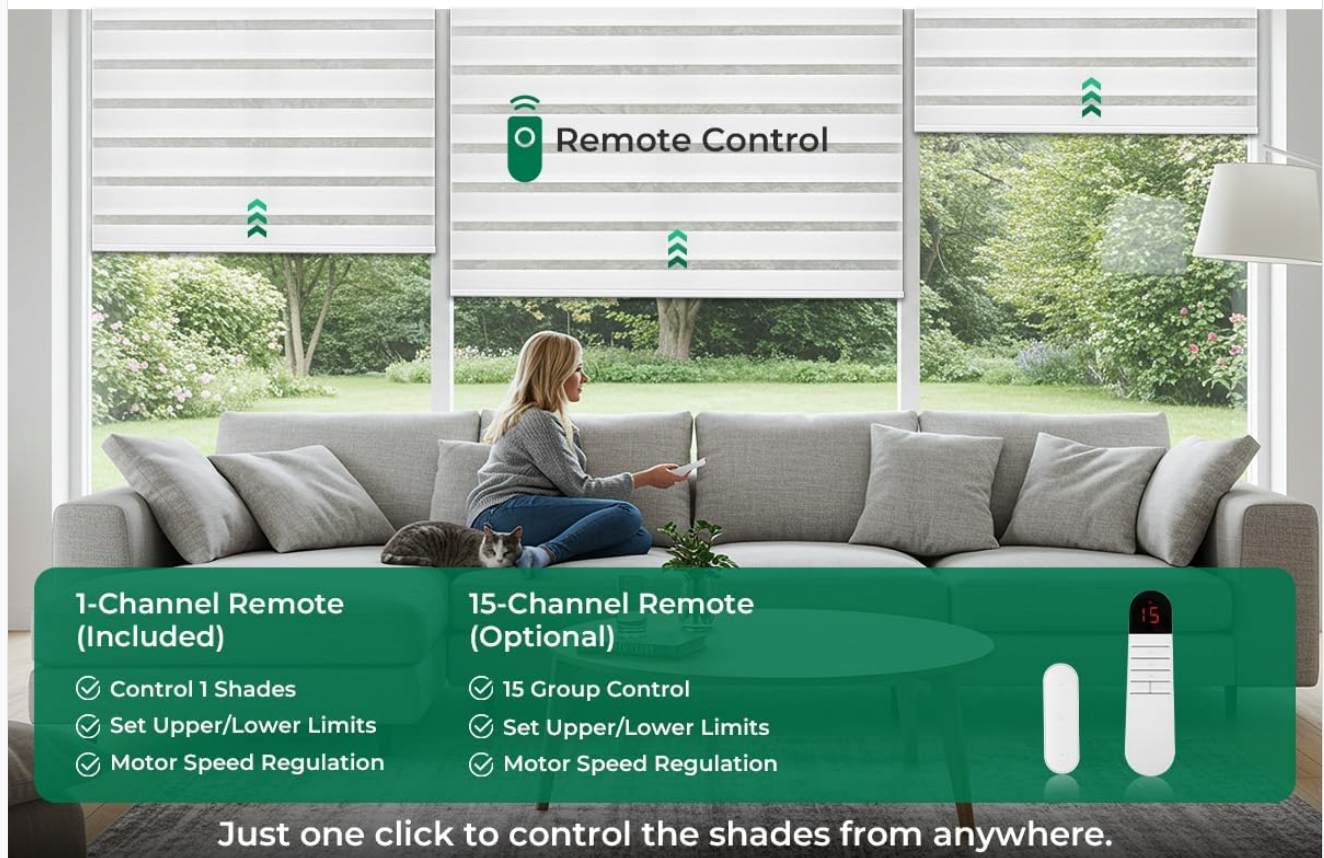 Remote Control
1-Channel Remote
(Included)
Control 1 Shades
Set Upper/Lower Limits
Motor Speed Regulation
15-Channel Remote
(Optional)
15 Group Control
Set Upper/Lower Limits
Motor Speed Regulation
15
Just one click to control the shades from anywhere.